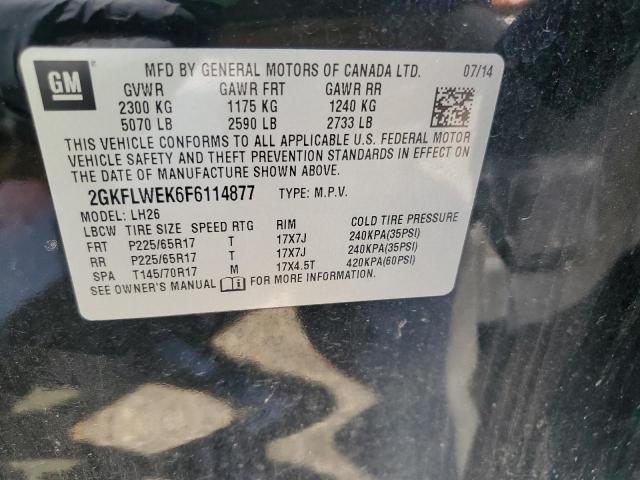 GM
MFD BY GENERAL MOTORS OF CANADA LTD. 07/14
GVWR GAWR FRT GAWR RR
2300 KG 1175 KG 1240 KG
5070 LB 2590 LB 2733 LB
THIS VEHICLE CONFORMS TO ALL APPLICABLE U.S. FEDERAL MOTOR
VEHICLE SAFETY AND THEFT PREVENTION STANDARDS IN EFFECT ON
THE DATE OF MANUFACTURE SHOWN ABOVE.
2GKFLWEK6F6114877 TYPE: M.P.V.
MODEL: LH26
LBCW TIRE SIZE SPEED RTG RIM COLD TIRE PRESSURE
FRT P225/65R17 T 17X7J 240KPA(35PSI)
RR P225/65R17 T 17X7J 240KPA(35PSI)
SPA T145/70R17 M 17X4.5T 420KPA(60PSI)
SEE OWNER'S MANUAL FOR MORE INFORMATION.